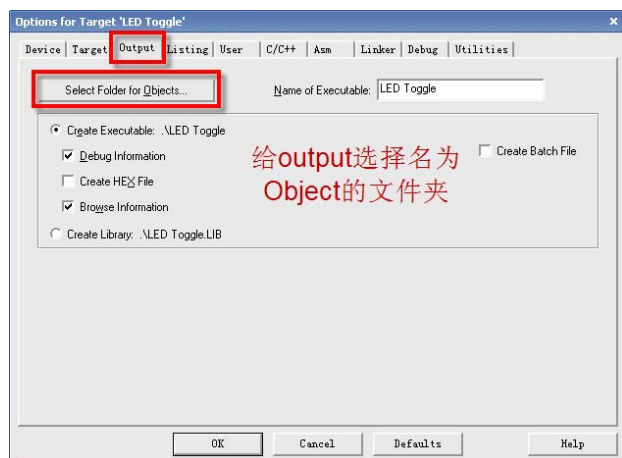 Options for Target 'LED Toggle'
Device Target Output Listing User C/C++ Asm Linker Debug Utilities
Select Folder for Objects... Name of Executable: LED Toggle
Create Executable: .\LED Toggle
Debug Information
Create HEX File
Browse Information
Create Library: .\LED Toggle.LIB
给output选择名为
Object的文件夹
Create Batch File
OK Cancel Defaults Help